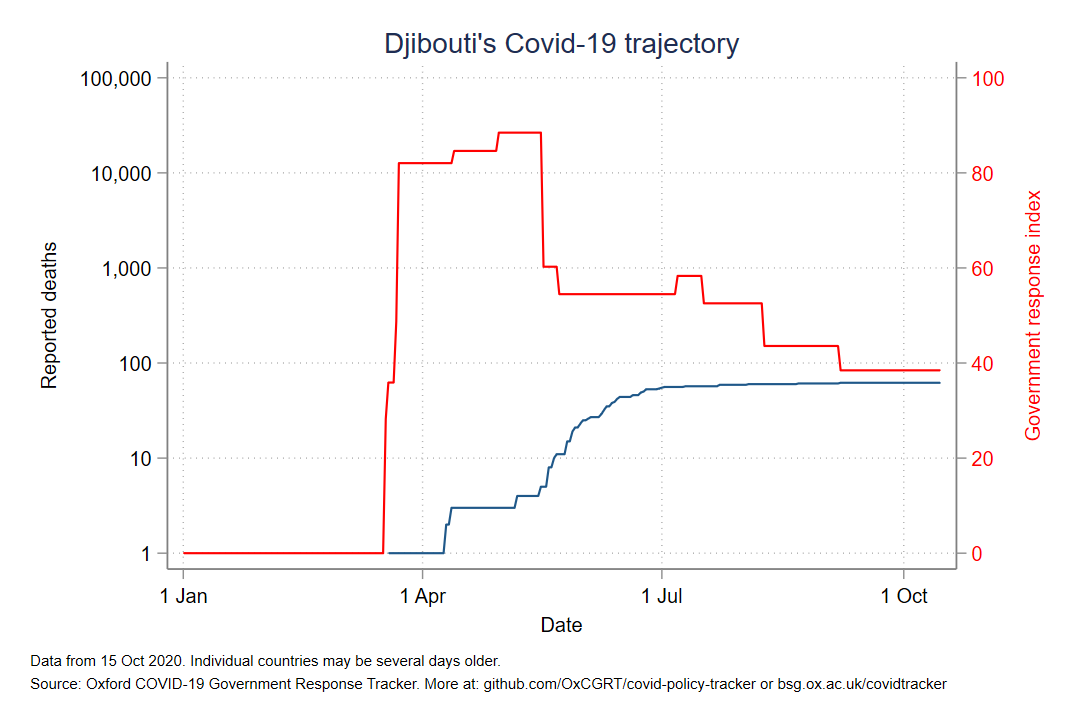 Djibouti's Covid-19 trajectory
100,000
10,000
1,000
100
10
1
Reported deaths
100
80
60
40
20
0
Government response index
1 Jan
1 Apr
1 Jul
1 Oct
Date
Data from 15 Oct 2020. Individual countries may be several days older.
Source: Oxford COVID-19 Government Response Tracker. More at: github.com/OxCGRT/covid-policy-tracker or bsg.ox.ac.uk/covidtracker